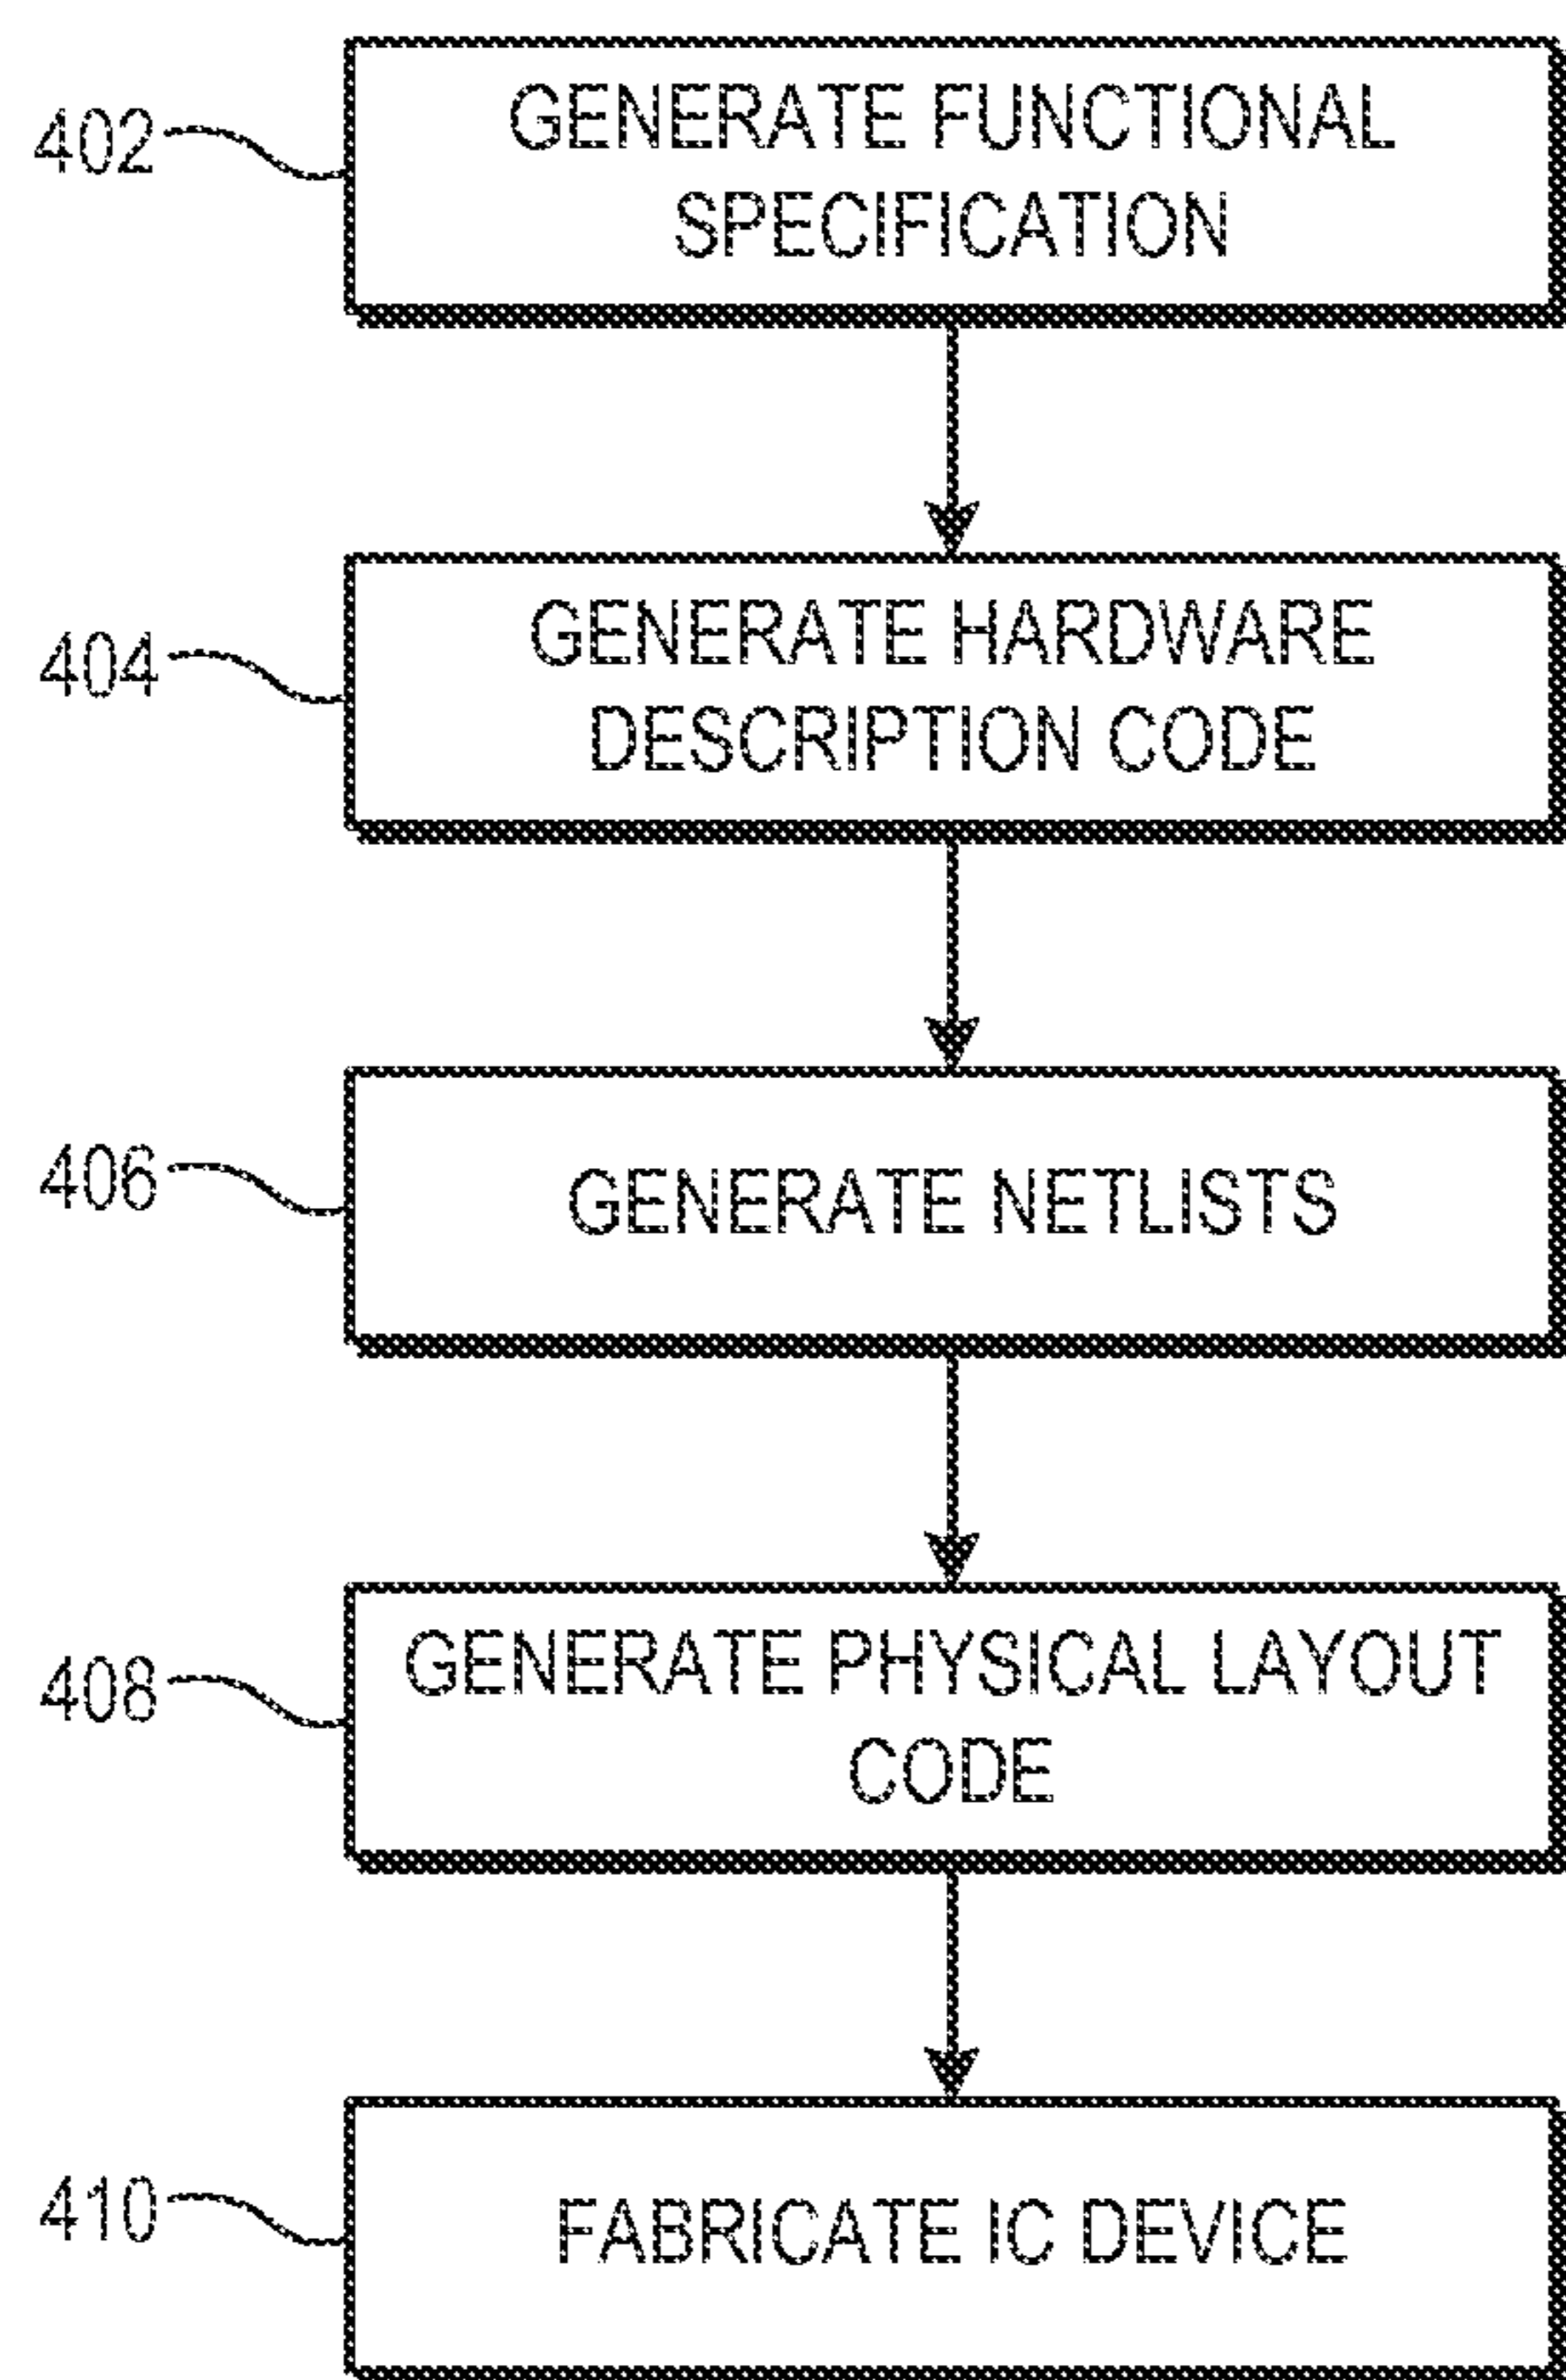 402
GENERATE FUNCTIONAL
SPECIFICATION
404
GENERATE HARDWARE
DESCRIPTION CODE
406
GENERATE NETLISTS
408
GENERATE PHYSICAL LAYOUT
CODE
410
FABRICATE IC DEVICE